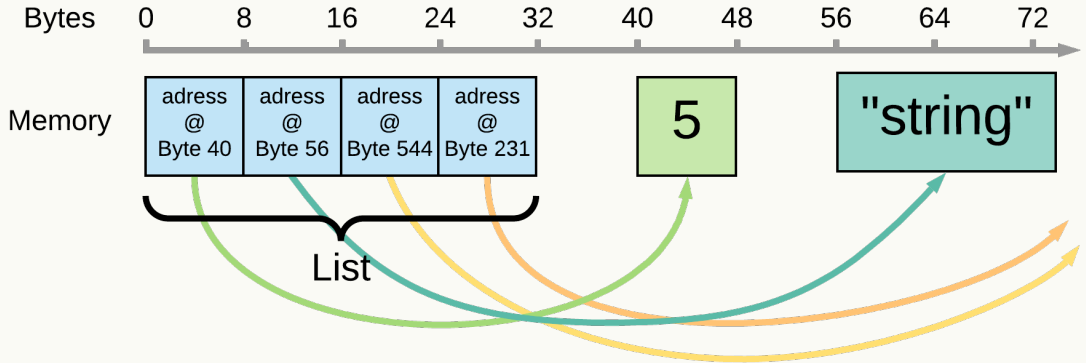 Bytes 0 8 16 24 32 40 48 56 64 72
Memory
adress @ Byte 40
adress @ Byte 56
adress @ Byte 544
adress @ Byte 231
5
"string"
List